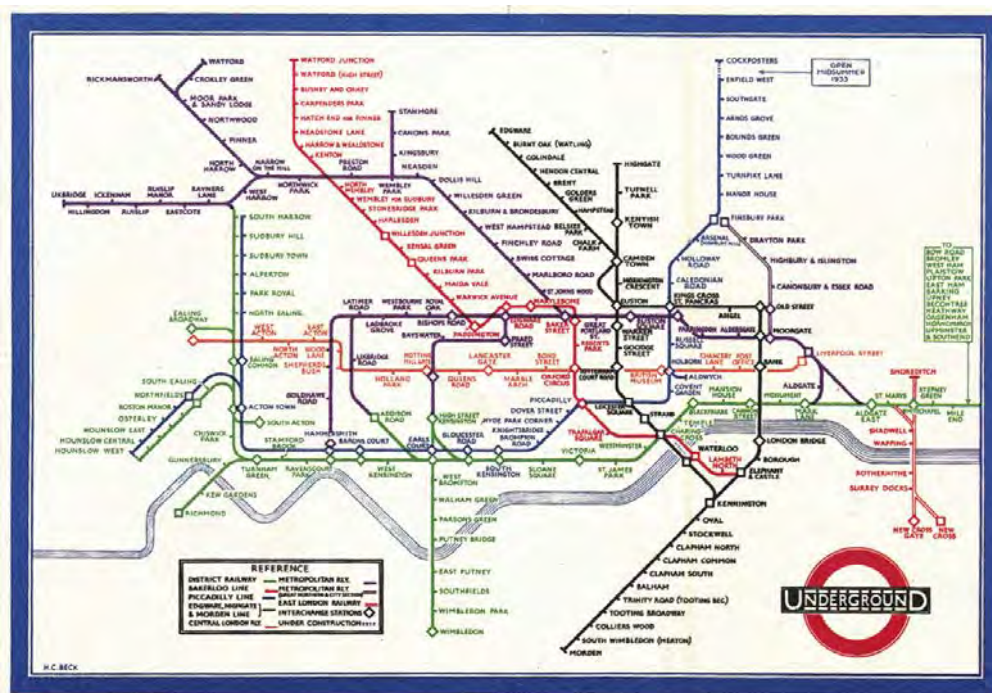 WATFORD
RICKMANSWORTH
CROXLEY GREEN
MOOR PARK
& SANDY LODGE
NORTHWOOD
PINNER
NORTH
HARROW
HARROW
ON THE HILL
NORTHWICK
PARK
PRESTON
ROAD
WEMBLEY
PARK
NEASDEN
STANMORE
CANONS PARK
KINGSBURY
DOLLIS HILL
WILLESDEN GREEN
KILBURN & BRONDESBURY
WEST HAMPSTEAD
FINCHLEY ROAD
SWISS COTTAGE
MARLBORO ROAD
ST JOHNS WOOD
UXBRIDGE
ICKENHAM
RUISLIP
MANOR
RAYNERS
LANE
WEST
HARROW
HILLINGDON
RUISLIP
EASTCOTE
WATFORD JUNCTION
WATFORD (HIGH STREET)
BUSHEY AND OXHEY
CARPENDERS PARK
HATCH END FOR PINNER
HEADSTONE LANE
HARROW & WEALDSTONE
KENTON
NORTH
WEMBLEY
WEMBLEY FOR SUDBURY
STONEBRIDGE PARK
HARLESDEN
WILLESDEN JUNCTION
KENSAL GREEN
QUEENS PARK
KILBURN PARK
MAIDA VALE
WARWICK AVENUE
PADDINGTON
EDGWARE
ROAD
MARYLEBONE
BAKER STREET
REGENTS
PARK
OXFORD
CIRCUS
EDGWARE
BURNT OAK (WATLING)
COLINDALE
HENDON CENTRAL
BRENT
GOLDERS
GREEN
HAMPSTEAD
BELSIZE
PARK
CHALK
FARM
CAMDEN
TOWN
HIGHGATE
TUFNELL PARK
KENTISH
TOWN
MORNINGTON
CRESCENT
EUSTON
WARREN
STREET
GOODGE
STREET
TOTTENHAM
COURT ROAD
LEICESTER
SQUARE
STRAND
COCKFOSTERS
ENFIELD WEST
OPEN
MIDSUMMER
1933
SOUTHGATE
ARNOS GROVE
BOUNDS GREEN
WOOD GREEN
TURNPIKE LANE
MANOR HOUSE
FINSBURY PARK
ARSENAL
DRAYTON PARK
HIGHBURY & ISLINGTON
HOLLOWAY
ROAD
CALEDONIAN
ROAD
CANONBURY & ESSEX ROAD
KINGS CROSS
ST. PANCRAS
ANGEL
OLD STREET
MOORGATE
BANK
FARRINGDON
ALDERSGATE
RUSSELL
SQUARE
HOLBORN
ALDWYCH
COVENT
GARDEN
EUSTON
SQUARE
GREAT
PORTLAND
ST.
SOUTH HARROW
SUDBURY HILL
SUDBURY TOWN
ALPERTON
PARK ROYAL
NORTH EALING
EALING
BROADWAY
EALING
COMMON
WEST
ACTON
EAST
ACTON
NORTH
ACTON
WOOD
LANE
SHEPHERDS
BUSH
HOLLAND
PARK
NOTTING
HILL GATE
QUEENS
ROAD
LANCASTER
GATE
MARBLE
ARCH
BOND
STREET
BRITISH
MUSEUM
CHANCERY
LANE
POST
OFFICE
LIVERPOOL STREET
LATIMER
ROAD
LADBROKE
GROVE
WESTBOURNE
PARK
ROYAL
OAK
BISHOPS ROAD
BAYSWATER
PRAED
STREET
UXBRIDGE
ROAD
GOLDHAWK
ROAD
HAMMERSMITH
ADDISON
ROAD
HIGH STREET
KENSINGTON
SOUTH EALING
NORTHFIELDS
BOSTON MANOR
OSTERLEY
HOUNSLOW EAST
HOUNSLOW CENTRAL
HOUNSLOW WEST
ACTON TOWN
SOUTH ACTON
CHISWICK
PARK
GUNNERSBURY
KEW GARDENS
RICHMOND
TURNHAM
GREEN
STAMFORD
BROOK
RAVENSCOURT
PARK
BARONS COURT
WEST
KENSINGTON
EARLS
COURT
GLOUCESTER
ROAD
SOUTH
KENSINGTON
SLOANE
SQUARE
VICTORIA
ST. JAMES
PARK
WESTMINSTER
PICCADILLY
DOVER STREET
HYDE PARK CORNER
KNIGHTSBRIDGE
BROMPTON
ROAD
TRAFALGAR
SQUARE
CHARING
CROSS
TEMPLE
BLACKFRIARS
MANSION
HOUSE
CANNON
STREET
MONUMENT
MARK
LANE
ALDGATE
ALDGATE
EAST
ST. MARYS
WHITECHAPEL
STEPNEY
GREEN
MILE
END
TO
BOW ROAD
BROMLEY
WEST HAM
PLAISTOW
UPTON PARK
EAST HAM
BARKING
UPNEY
BECONTREE
HEATHWAY
DAGENHAM
HORNCHURCH
UPMINSTER
& SOUTHEND
SHOREDITCH
SHADWELL
WAPPING
ROTHERHITHE
SURREY DOCKS
NEW CROSS
GATE
NEW
CROSS
WATERLOO
LAMBETH
NORTH
ELEPHANT
& CASTLE
LONDON BRIDGE
BOROUGH
KENNINGTON
OVAL
STOCKWELL
CLAPHAM NORTH
CLAPHAM COMMON
CLAPHAM SOUTH
BALHAM
TRINITY ROAD (TOOTING BEC)
TOOTING BROADWAY
COLLIERS WOOD
SOUTH WIMBLEDON (MERTON)
MORDEN
WEST
BROMPTON
WALHAM GREEN
PARSONS GREEN
PUTNEY BRIDGE
EAST PUTNEY
SOUTHFIELDS
WIMBLEDON PARK
WIMBLEDON
REFERENCE
DISTRICT RAILWAY
BAKERLOO LINE
PICCADILLY LINE
EDGWARE, HIGHGATE
& MORDEN LINE
CENTRAL LONDON RLY.
METROPOLITAN RLY.
METROPOLITAN RLY.
(GREAT NORTHERN & CITY SECTION)
EAST LONDON RAILWAY
INTERCHANGE STATIONS
UNDER CONSTRUCTION
UNDERGROUND
H.C. BECK